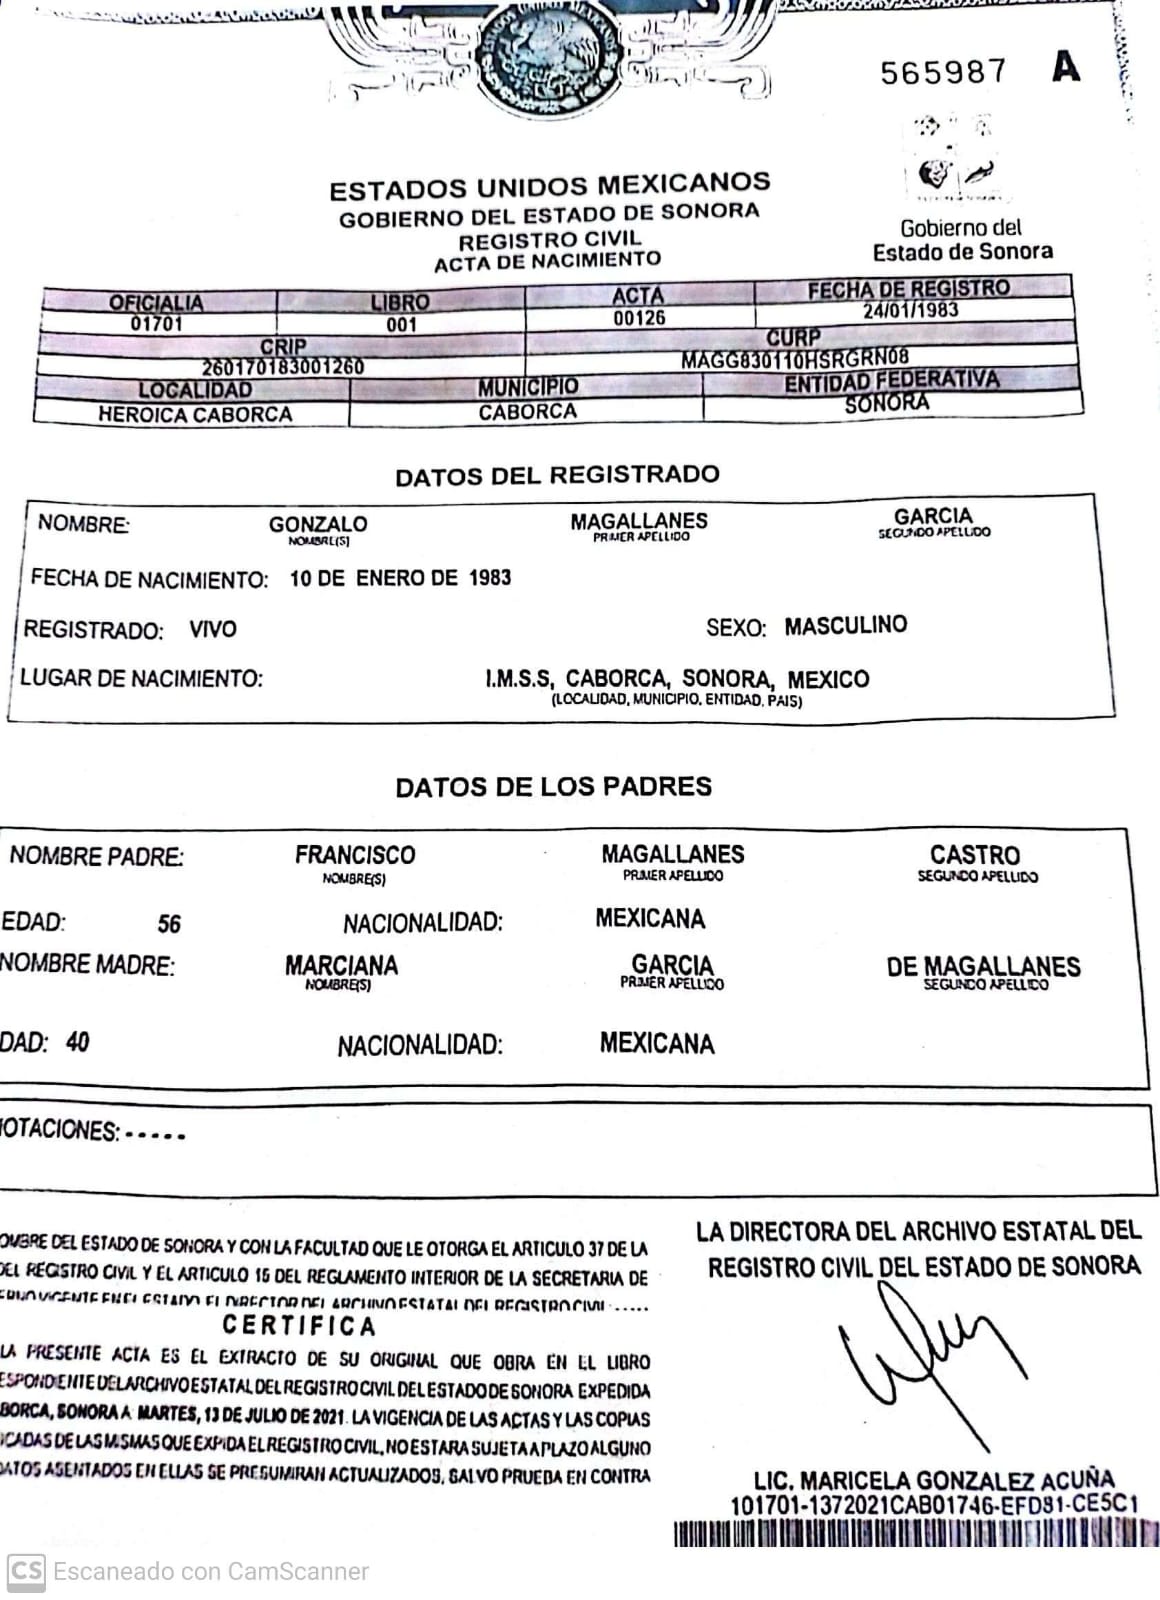 565987 A
ESTADOS UNIDOS MEXICANOS
GOBIERNO DEL ESTADO DE SONORA
REGISTRO CIVIL
ACTA DE NACIMIENTO
Gobierno del
Estado de Sonora
OFICIALIA LIBRO ACTA FECHA DE REGISTRO
01701 001 00126 24/01/1983
CRIP CURP
260170183001260 MAGG830110HSRGRN08
LOCALIDAD MUNICIPIO ENTIDAD FEDERATIVA
HEROICA CABORCA CABORCA SONORA
DATOS DEL REGISTRADO
NOMBRE: GONZALO MAGALLANES GARCIA
NOMBRE(S) PRIMER APELLIDO SEGUNDO APELLIDO
FECHA DE NACIMIENTO: 10 DE ENERO DE 1983
REGISTRADO: VIVO SEXO: MASCULINO
LUGAR DE NACIMIENTO: I.M.S.S, CABORCA, SONORA, MEXICO
(LOCALIDAD, MUNICIPIO, ENTIDAD, PAIS)
DATOS DE LOS PADRES
NOMBRE PADRE: FRANCISCO MAGALLANES CASTRO
NOMBRE(S) PRIMER APELLIDO SEGUNDO APELLIDO
EDAD: 56 NACIONALIDAD: MEXICANA
NOMBRE MADRE: MARCIANA GARCIA DE MAGALLANES
NOMBRE(S) PRIMER APELLIDO SEGUNDO APELLIDO
DAD: 40 NACIONALIDAD: MEXICANA
NOTACIONES: -----
OMBRE DEL ESTADO DE SONORA Y CON LA FACULTAD QUE LE OTORGA EL ARTICULO 37 DE LA
EL REGISTRO CIVIL Y EL ARTICULO 15 DEL REGLAMENTO INTERIOR DE LA SECRETARIA DE
VIGENTE EN EL ESTADO EL DIRECTOR DEL ARCHIVO ESTATAL DEL REGISTRO CIVIL -----
CERTIFICA
LA PRESENTE ACTA ES EL EXTRACTO DE SU ORIGINAL QUE OBRA EN EL LIBRO
ESPONDIENTE DEL ARCHIVO ESTATAL DEL REGISTRO CIVIL DEL ESTADO DE SONORA EXPEDIDA
BORCA, SONORA A MARTES, 13 DE JULIO DE 2021. LA VIGENCIA DE LAS ACTAS Y LAS COPIAS
ICADAS DE LAS MISMAS QUE EXPIDA EL REGISTRO CIVIL, NO ESTARA SUJETA A PLAZO ALGUNO
DATOS ASENTADOS EN ELLAS SE PRESUMIRAN ACTUALIZADOS, SALVO PRUEBA EN CONTRA
LA DIRECTORA DEL ARCHIVO ESTATAL DEL
REGISTRO CIVIL DEL ESTADO DE SONORA
LIC. MARICELA GONZALEZ ACUÑA
101701-1372021CAB01746-EFD81-CE5C1
CS Escaneado con CamScanner